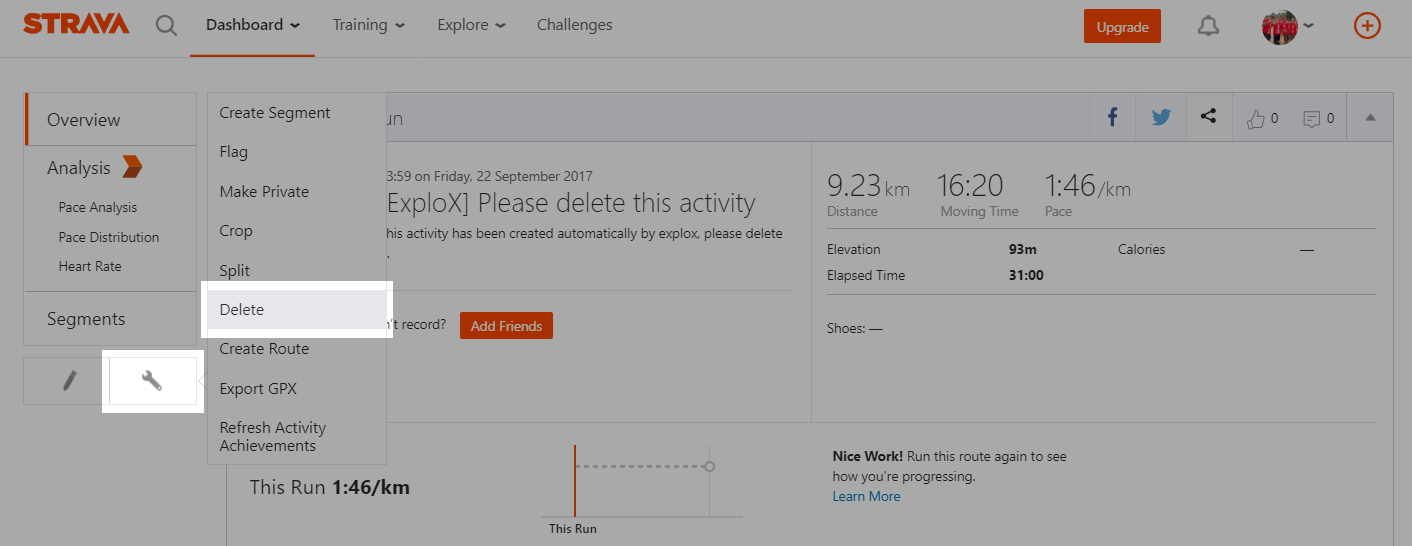 STRAVA Dashboard Training Explore Challenges Upgrade
Overview
Analysis
Pace Analysis
Pace Distribution
Heart Rate
Segments
Create Segment
Flag
Make Private
Crop
Split
Delete
Create Route
Export GPX
Refresh Activity
Achievements
un
0 0
3:59 on Friday, 22 September 2017
[ExploX] Please delete this activity
his activity has been created automatically by explox, please delete
.
n't record? Add Friends
9.23 km 16:20 1:46/km
Distance Moving Time Pace
Elevation 93m Calories —
Elapsed Time 31:00
Shoes: —
This Run 1:46/km
This Run
Nice Work! Run this route again to see
how you're progressing.
Learn More